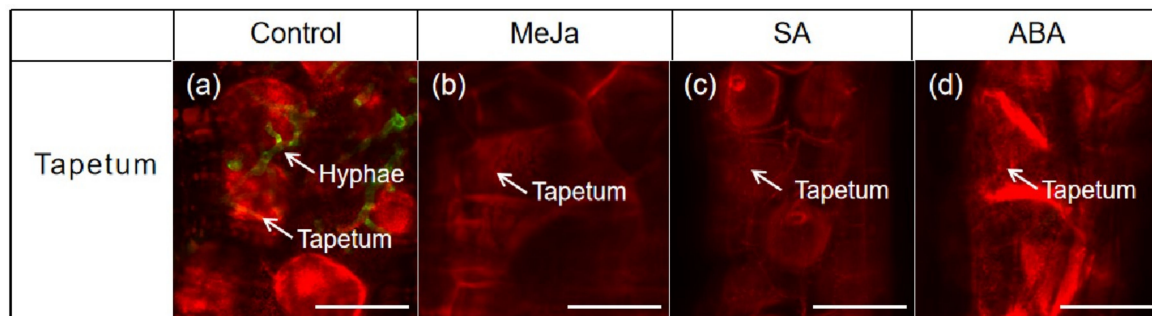 Control MeJa SA ABA
Tapetum
(a) (b) (c) (d)
Hyphae
Tapetum Tapetum Tapetum Tapetum